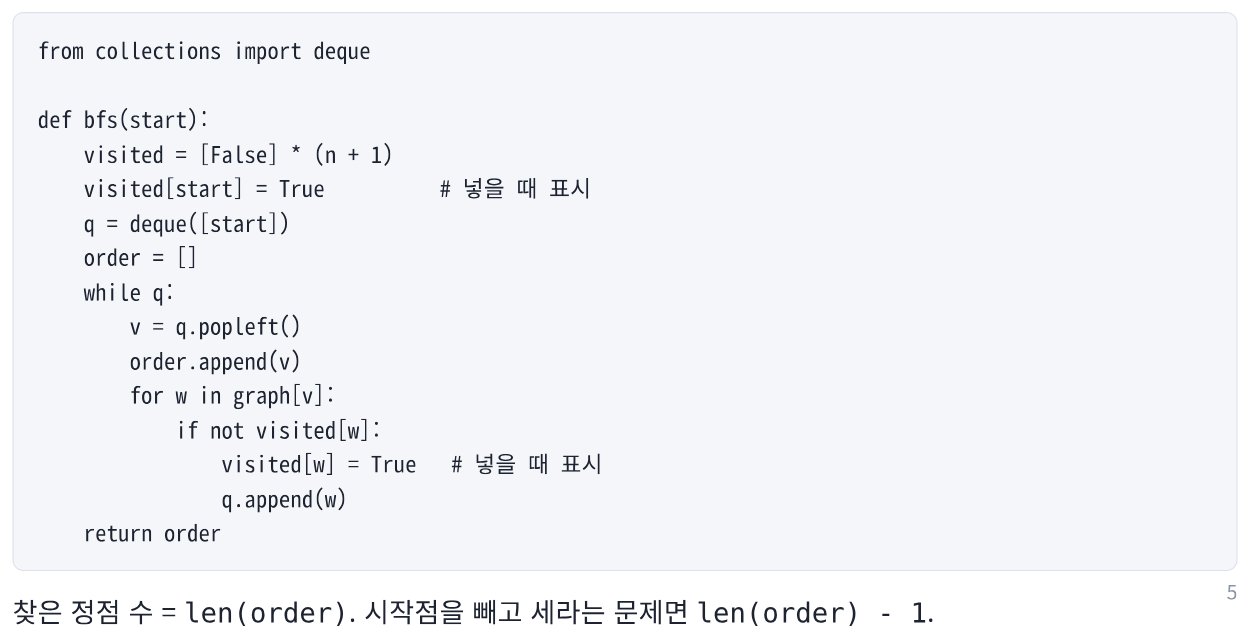 from collections import deque

def bfs(start):
    visited = [False] * (n + 1)
    visited[start] = True          # 넣을 때 표시
    q = deque([start])
    order = []
    while q:
        v = q.popleft()
        order.append(v)
        for w in graph[v]:
            if not visited[w]:
                visited[w] = True   # 넣을 때 표시
                q.append(w)
    return order
5
찾은 정점 수 = len(order). 시작점을 빼고 세라는 문제면 len(order) - 1.